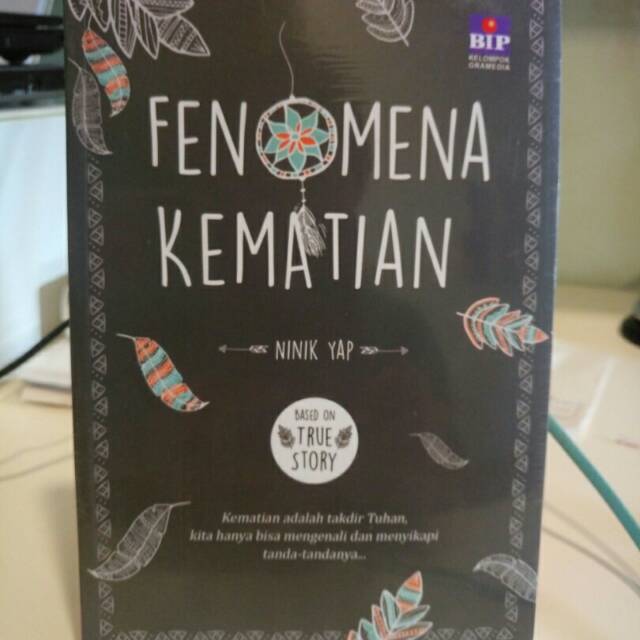 BIP
KELOMPOK
GRAMEDIA
FENOMENA
KEMATIAN
NINIK YAP
BASED ON
TRUE
STORY
Kematian adalah takdir Tuhan,
kita hanya bisa mengenali dan menyikapi
tanda-tandanya...